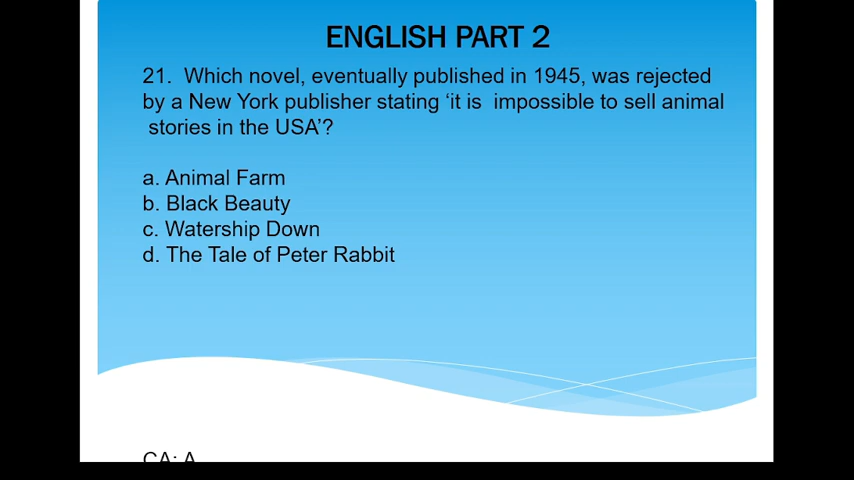 ENGLISH PART 2
21. Which novel, eventually published in 1945, was rejected
by a New York publisher stating ‘it is impossible to sell animal
stories in the USA’?
a. Animal Farm
b. Black Beauty
c. Watership Down
d. The Tale of Peter Rabbit
CA: A